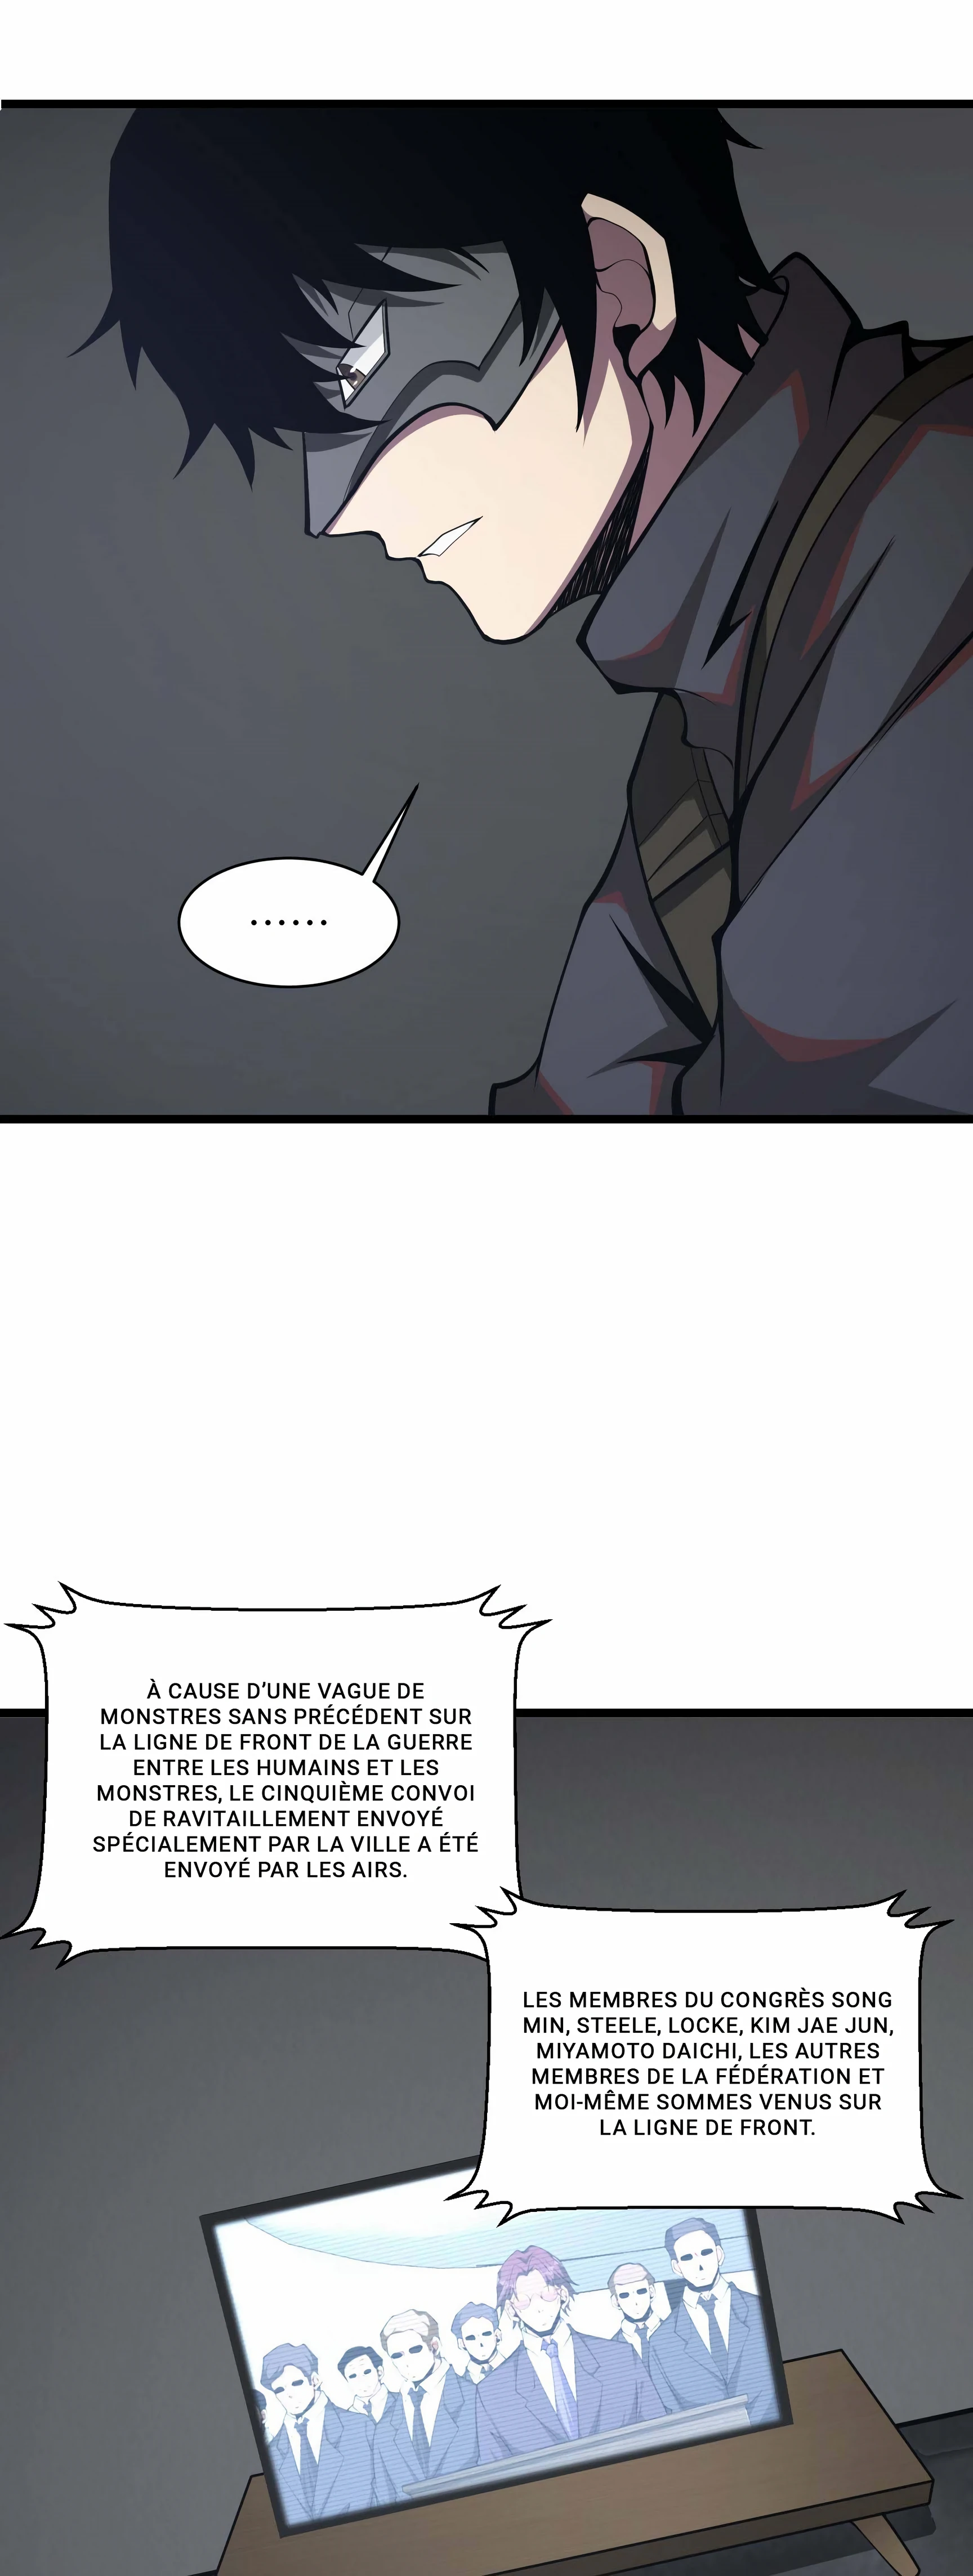 ......
À CAUSE D’UNE VAGUE DE
MONSTRES SANS PRÉCÉDENT SUR
LA LIGNE DE FRONT DE LA GUERRE
ENTRE LES HUMAINS ET LES
MONSTRES, LE CINQUIÈME CONVOI
DE RAVITAILLEMENT ENVOYÉ
SPÉCIALEMENT PAR LA VILLE A ÉTÉ
ENVOYÉ PAR LES AIRS.
LES MEMBRES DU CONGRÈS SONG
MIN, STEELE, LOCKE, KIM JAE JUN,
MIYAMOTO DAICHI, LES AUTRES
MEMBRES DE LA FÉDÉRATION ET
MOI-MÊME SOMMES VENUS SUR
LA LIGNE DE FRONT.